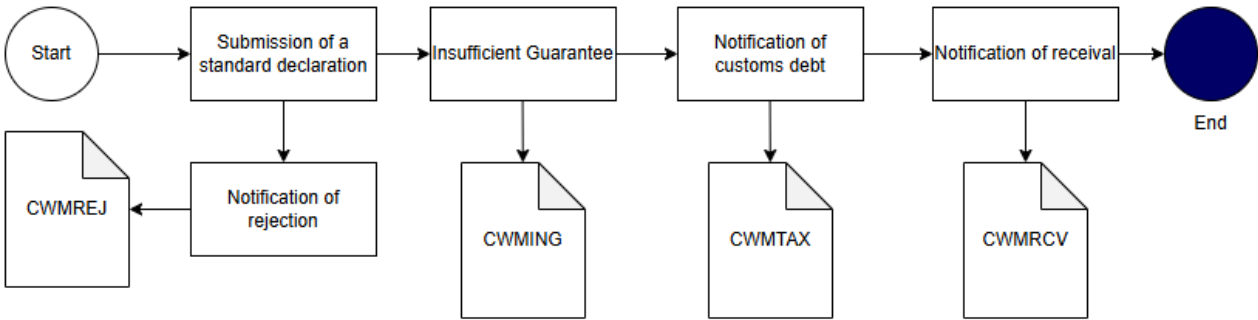 Start
Submission of a
standard declaration
Insufficient Guarantee
Notification of
customs debt
Notification of receival
End
CWMREJ
Notification of
rejection
CWMING
CWMTAX
CWMRCV